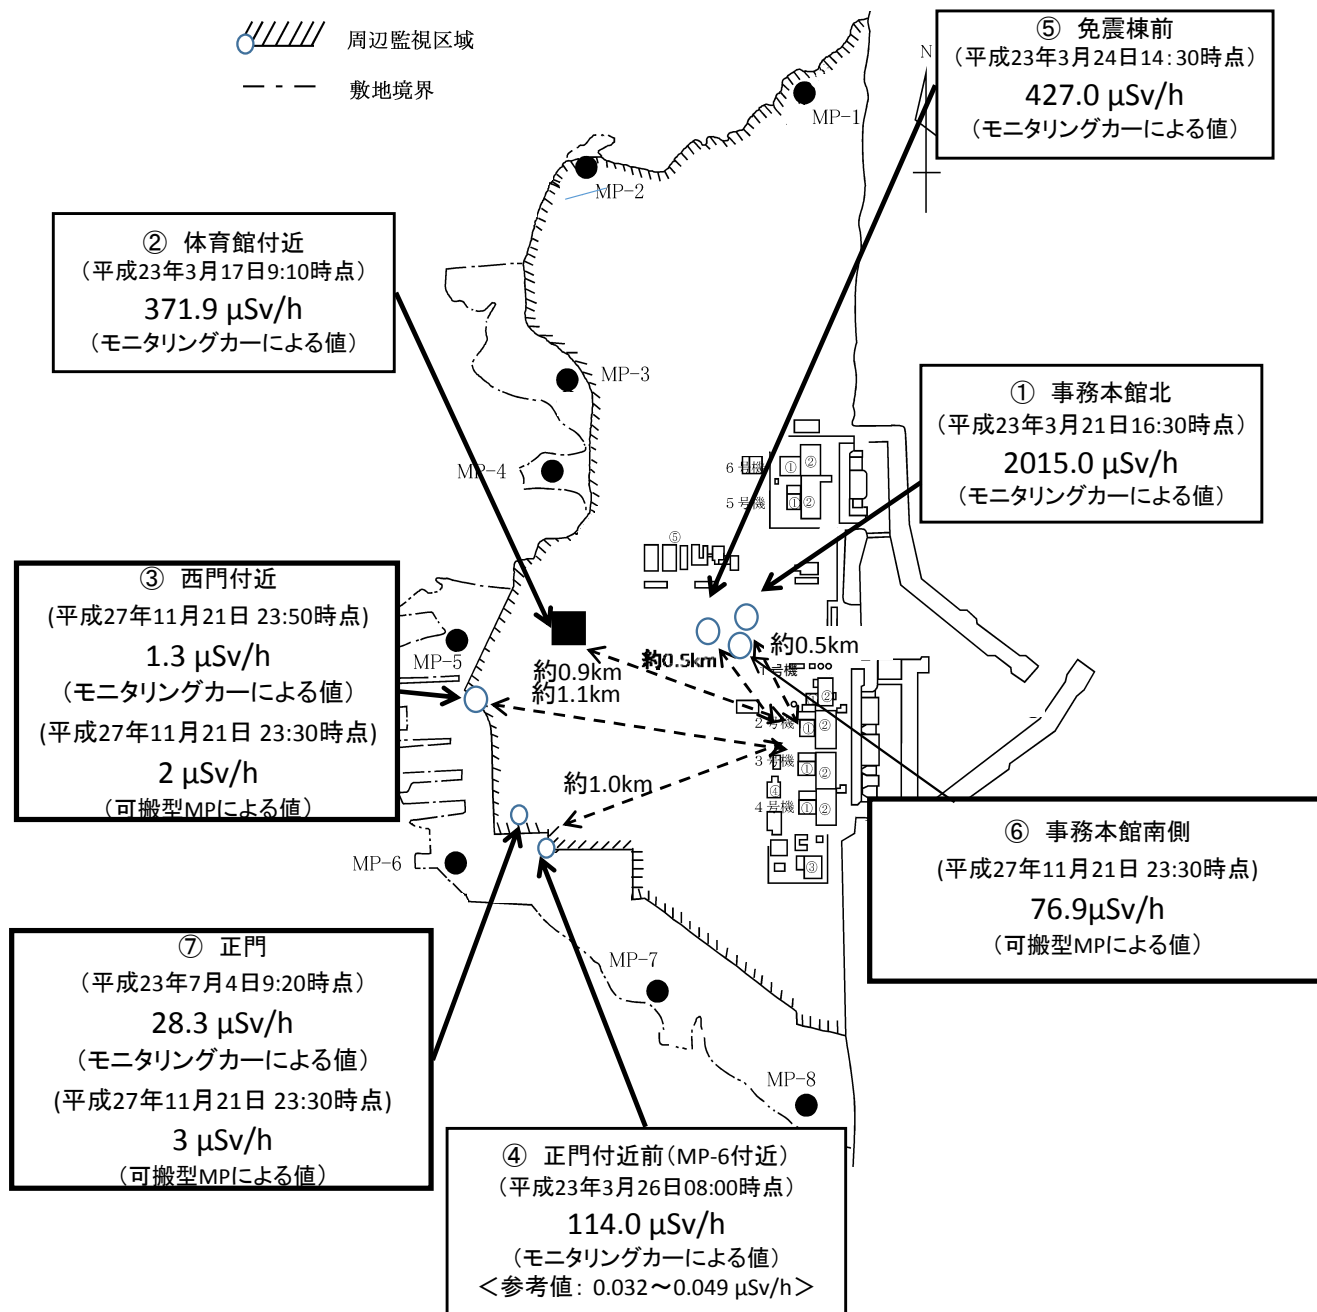 周辺監視区域
敷地境界
⑤ 免震棟前
(平成23年3月24日14:30時点)
427.0 μSv/h
(モニタリングカーによる値)
N
MP-1
MP-2
② 体育館付近
(平成23年3月17日9:10時点)
371.9 μSv/h
(モニタリングカーによる値)
MP-3
MP-4
① 事務本館北
(平成23年3月21日16:30時点)
2015.0 μSv/h
(モニタリングカーによる値)
6号機
①
②
5号機
①
②
⑤
③ 西門付近
(平成27年11月21日 23:50時点)
1.3 μSv/h
(モニタリングカーによる値)
(平成27年11月21日 23:30時点)
2 μSv/h
(可搬型MPによる値)
MP-5
約0.9km
約1.1km
約0.5km
約0.5km
1号機
②
2号機
①
②
3号機
①
②
④
4号機
①
②
③
約1.0km
MP-6
⑥ 事務本館南側
(平成27年11月21日 23:30時点)
76.9μSv/h
(可搬型MPによる値)
⑦ 正門
(平成23年7月4日9:20時点)
28.3 μSv/h
(モニタリングカーによる値)
(平成27年11月21日 23:30時点)
3 μSv/h
(可搬型MPによる値)
MP-7
MP-8
④ 正門付近前(MP-6付近)
(平成23年3月26日08:00時点)
114.0 μSv/h
(モニタリングカーによる値)
<参考値: 0.032~0.049 μSv/h>